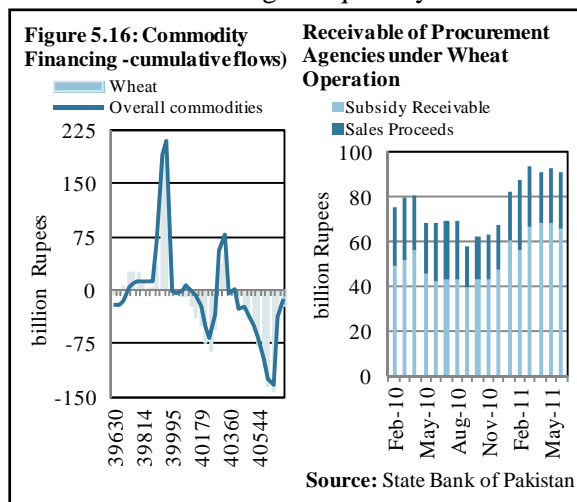 Figure 5.16: Commodity
Financing -cumulative flows)
Wheat
Overall commodities
225
150
75
0
-75
-150
billion Rupees
39630
39814
39995
40179
40360
40544
Receivable of Procurement
Agencies under Wheat
Operation
Subsidy Receivable
Sales Proceeds
100
80
60
40
20
0
billion Rupees
Feb-10
May-10
Aug-10
Nov-10
Feb-11
May-11
Source: State Bank of Pakistan